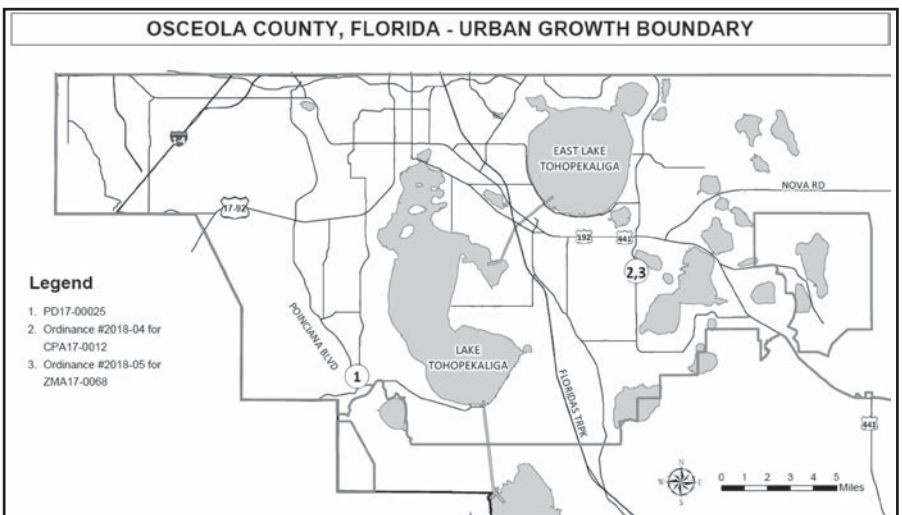 OSCEOLA COUNTY, FLORIDA - URBAN GROWTH BOUNDARY
EAST LAKE
TOHOPEKALIGA
NOVA RD
17-92
192
441
2,3
Legend
1. PD17-00025
2. Ordinance #2018-04 for
CPA17-0012
3. Ordinance #2018-05 for
ZMA17-0068
POINCIANA BLVD
1
LAKE
TOHOPEKALIGA
FLORIDAS TRPK
441
N
W E
S
0 1 2 3 4 5
Miles